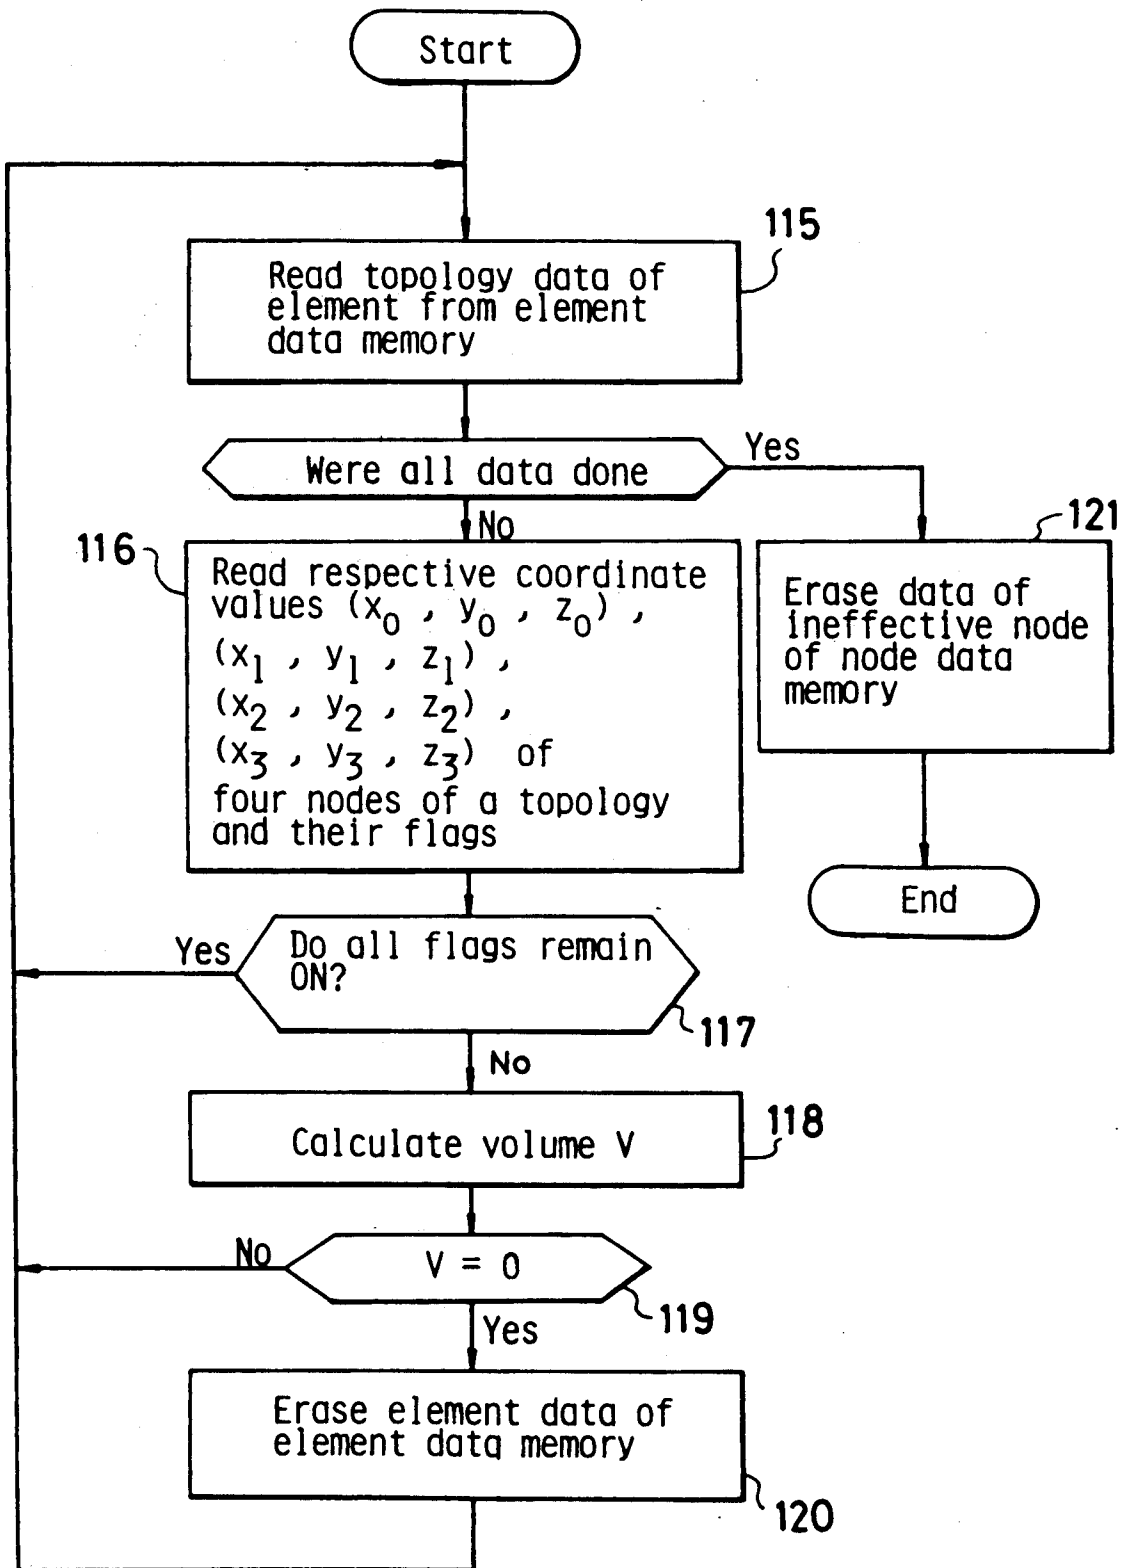 Start
115
Read topology data of
element from element
data memory
Were all data done
Yes
No
116
Read respective coordinate
values (x0 , y0 , z0) ,
(x1 , y1 , z1) ,
(x2 , y2 , z2) ,
(x3 , y3 , z3) of
four nodes of a topology
and their flags
121
Erase data of
ineffective node
of node data
memory
End
Yes
Do all flags remain
ON?
117
No
118
Calculate volume V
No
V = 0
119
Yes
Erase element data of
element data memory
120